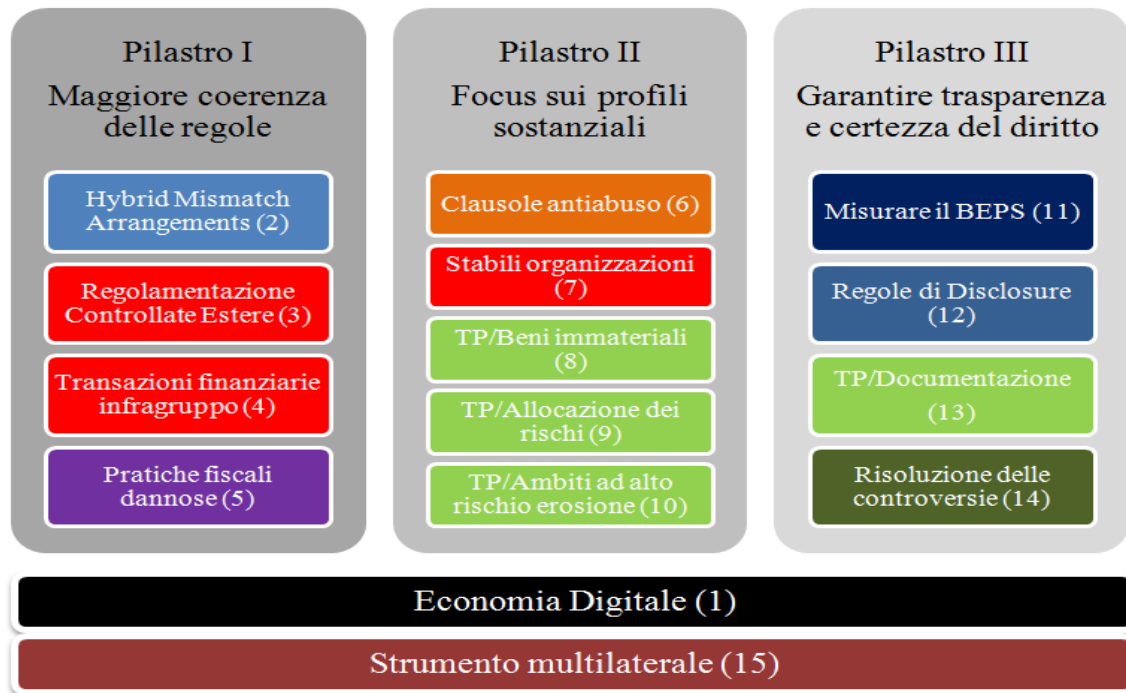 Pilastro I
Maggiore coerenza
delle regole
Hybrid Mismatch
Arrangements (2)
Regolamentazione
Controllate Estere (3)
Transazioni finanziarie
infragruppo (4)
Pratiche fiscali
dannose (5)
Pilastro II
Focus sui profili
sostanziali
Clausole antiabuso (6)
Stabili organizzazioni
(7)
TP/Beni immateriali
(8)
TP/Allocazione dei
rischi (9)
TP/Ambiti ad alto
rischio erosione (10)
Pilastro III
Garantire trasparenza
e certezza del diritto
Misurare il BEPS (11)
Regole di Disclosure
(12)
TP/Documentazione
(13)
Risoluzione delle
controversie (14)
Economia Digitale (1)
Strumento multilaterale (15)